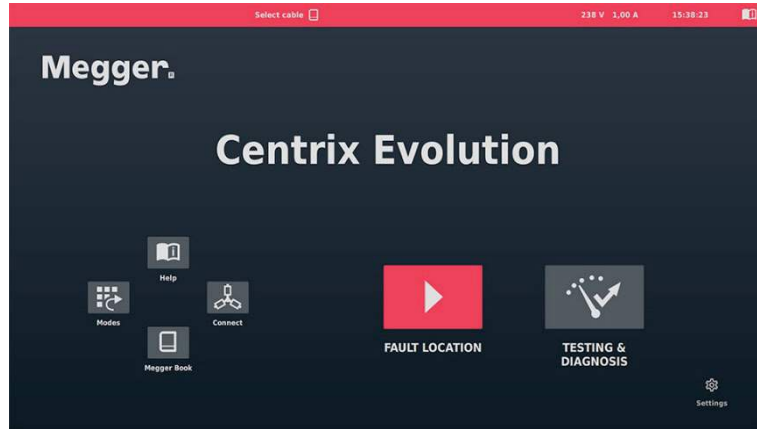 Select cable
238 V 1,00 A
15:38:23
Megger.
Centrix Evolution
Help
Modes
Connect
Megger Book
FAULT LOCATION
TESTING &
DIAGNOSIS
Settings